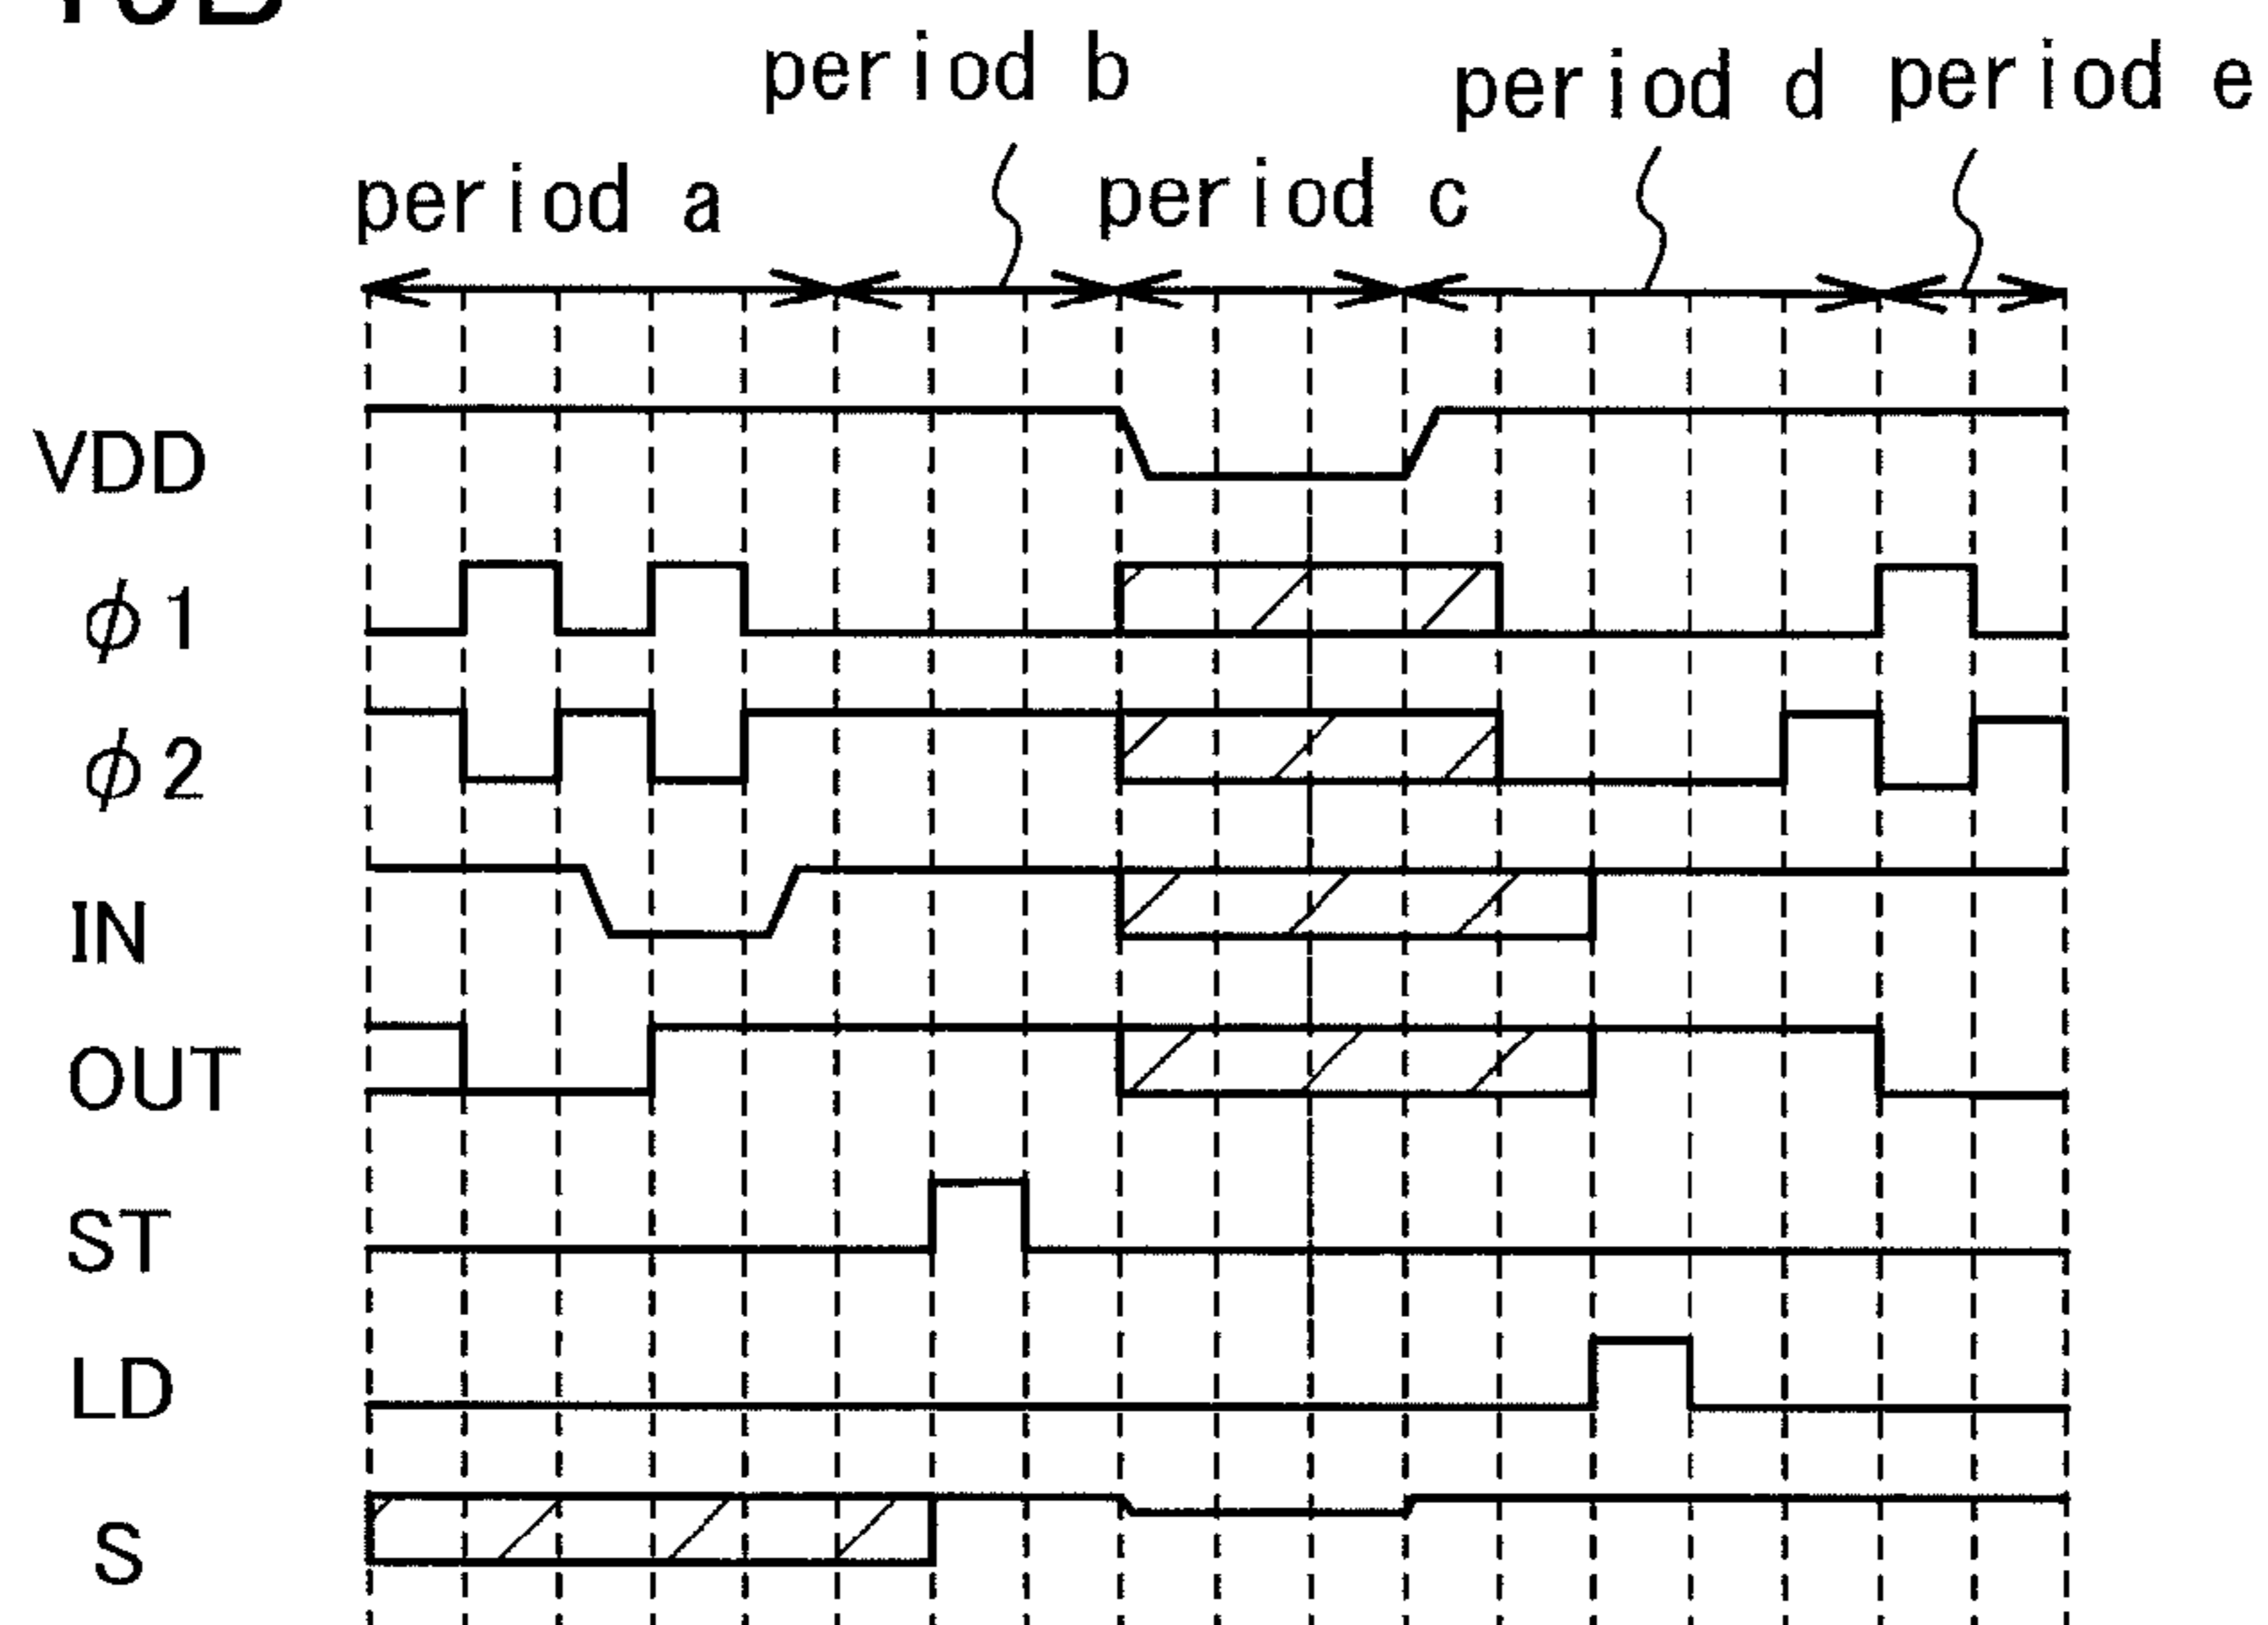 period b
period d
period e
period a
period c
VDD
ϕ1
ϕ2
IN
OUT
ST
LD
S